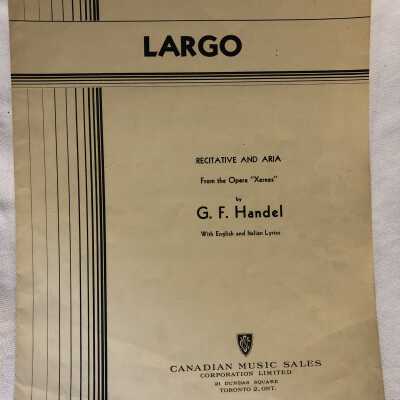 LARGO
RECITATIVE AND ARIA
From the Opera "Xerxes"
by
G. F. Handel
With English and Italian Lyrics
CANADIAN MUSIC SALES
CORPORATION LIMITED
21 DUNDAS SQUARE
TORONTO 2, ONT.